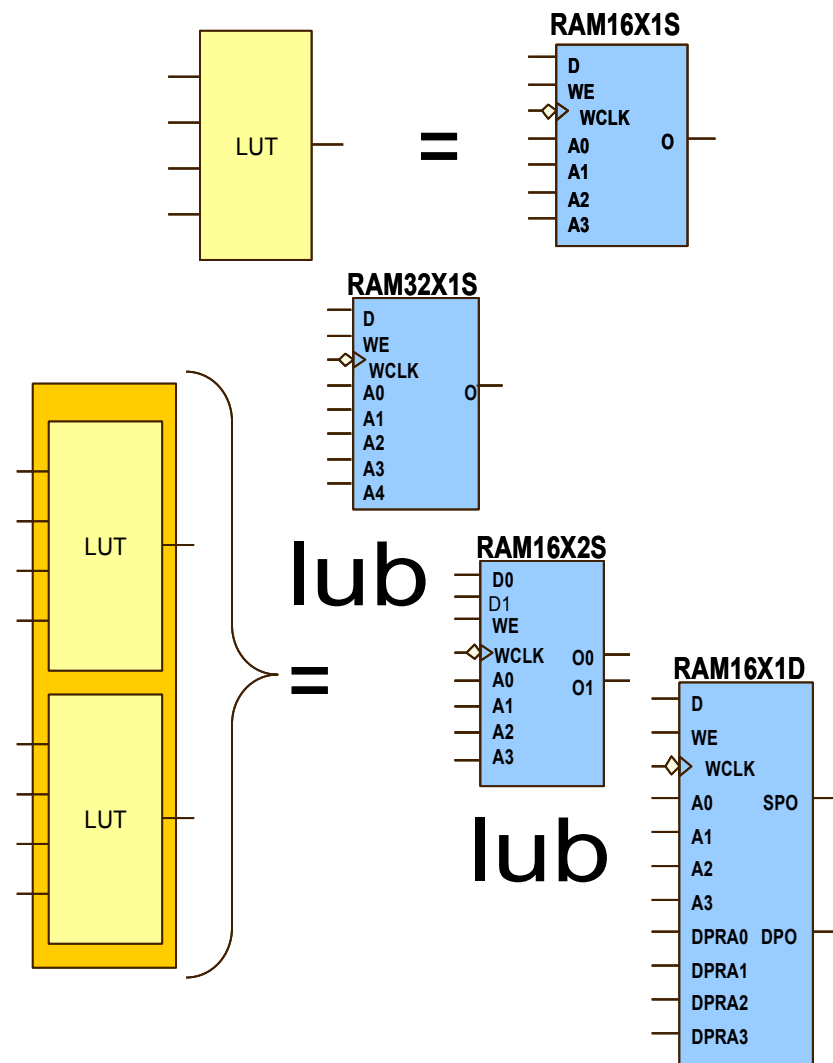 RAM16X1S
D
WE
WCLK
LUT
=
A0
O
A1
A2
A3
RAM32X1S
D
WE
WCLK
A0
O
A1
A2
A3
A4
LUT
LUT
=
lub
RAM16X2S
D0
D1
WE
WCLK
O0
A0
O1
A1
A2
A3
lub
RAM16X1D
D
WE
WCLK
A0
SPO
A1
A2
A3
DPRA0
DPO
DPRA1
DPRA2
DPRA3